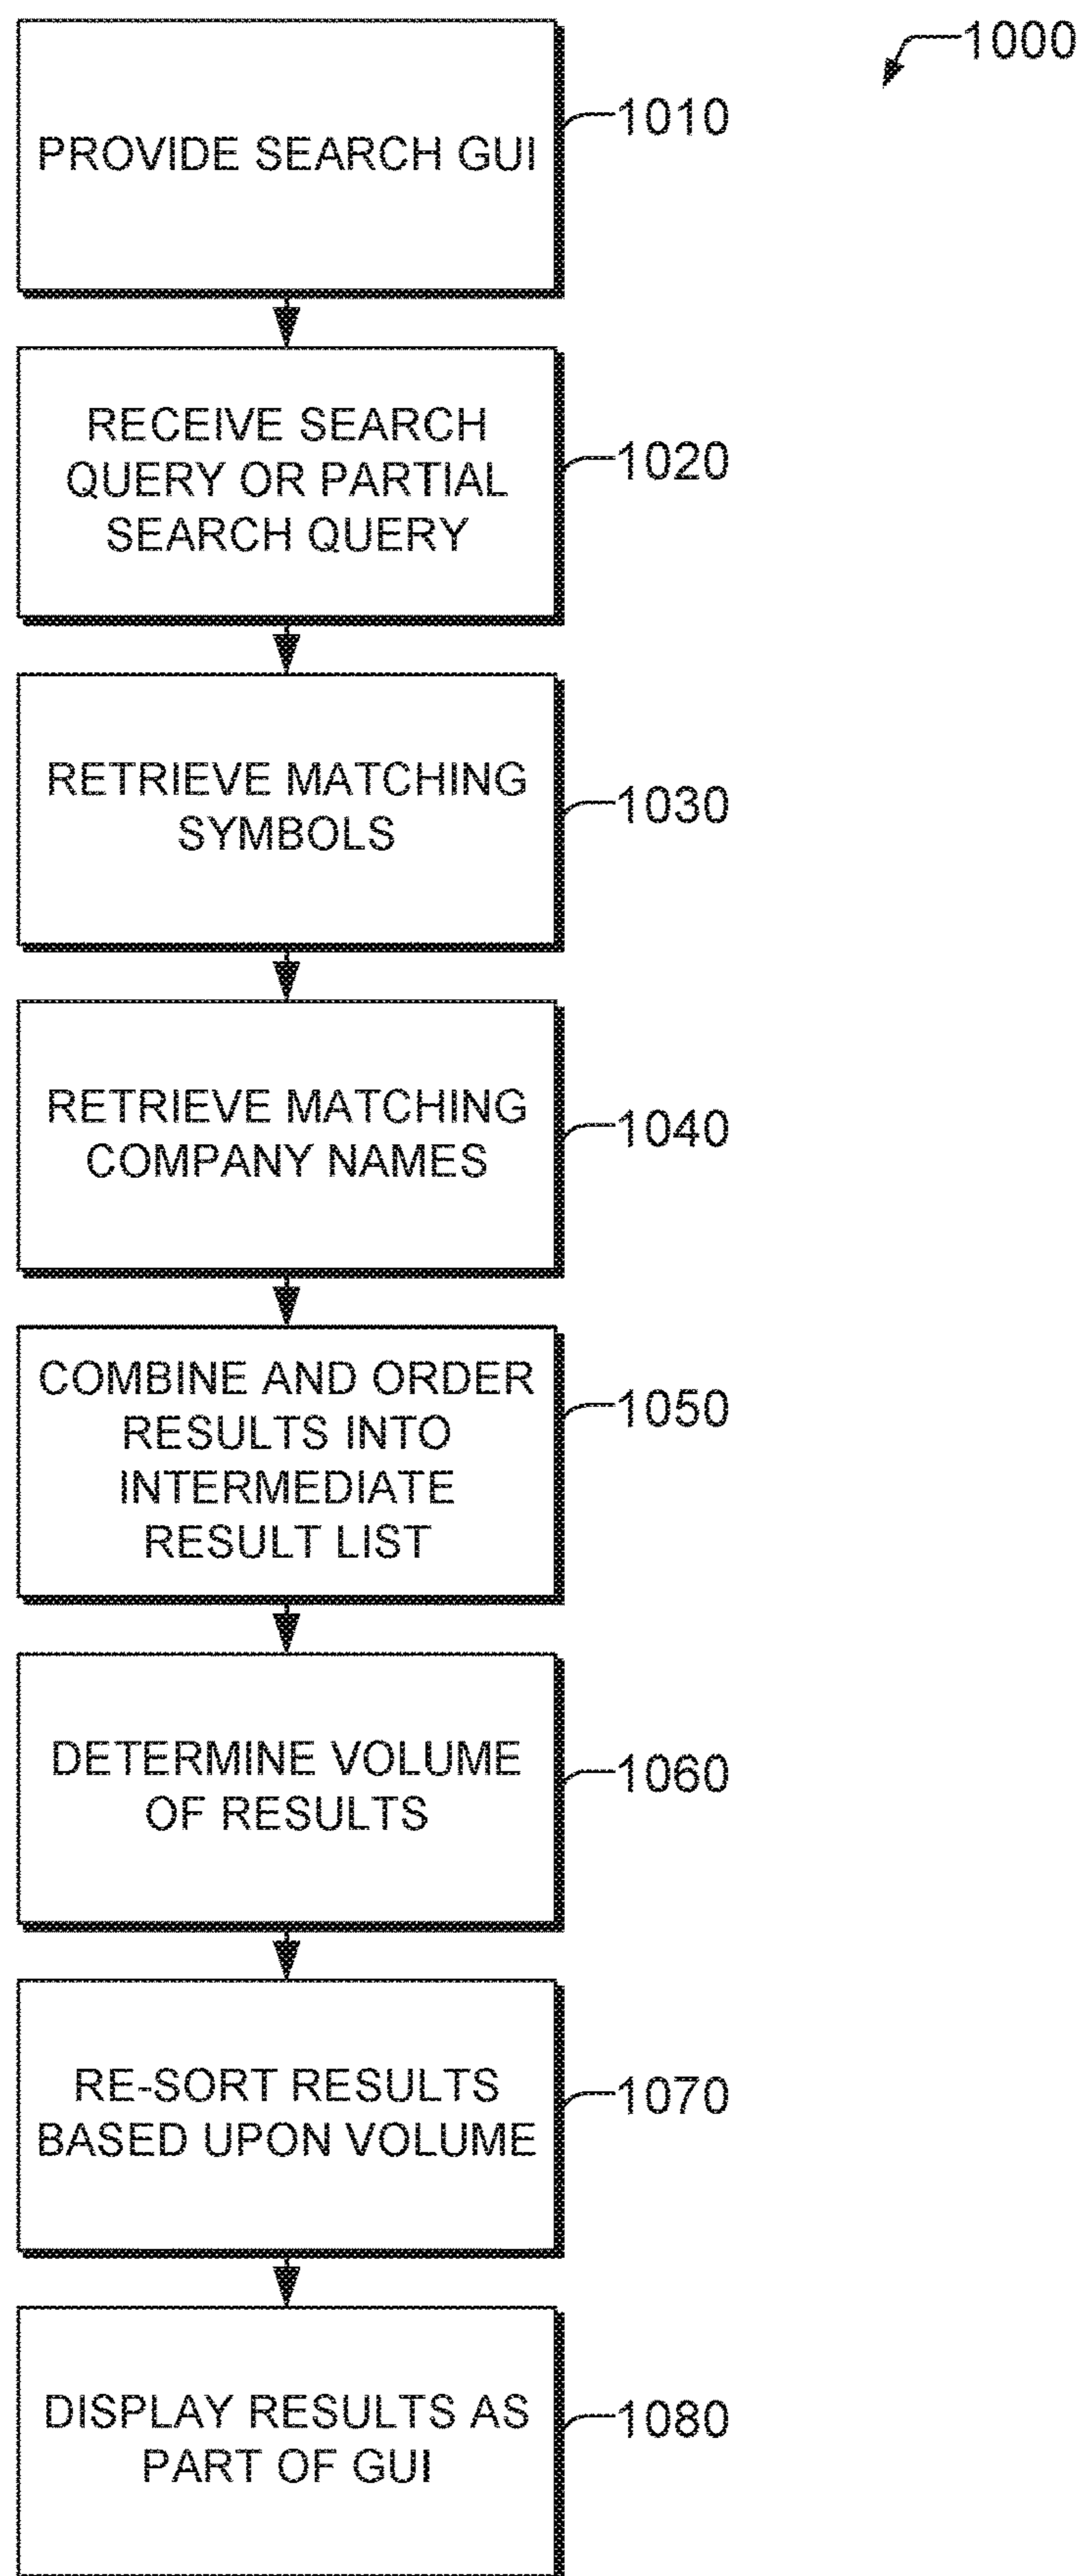 1000
PROVIDE SEARCH GUI
1010
RECEIVE SEARCH
QUERY OR PARTIAL
SEARCH QUERY
1020
RETRIEVE MATCHING
SYMBOLS
1030
RETRIEVE MATCHING
COMPANY NAMES
1040
COMBINE AND ORDER
RESULTS INTO
INTERMEDIATE
RESULT LIST
1050
DETERMINE VOLUME
OF RESULTS
1060
RE-SORT RESULTS
BASED UPON VOLUME
1070
DISPLAY RESULTS AS
PART OF GUI
1080